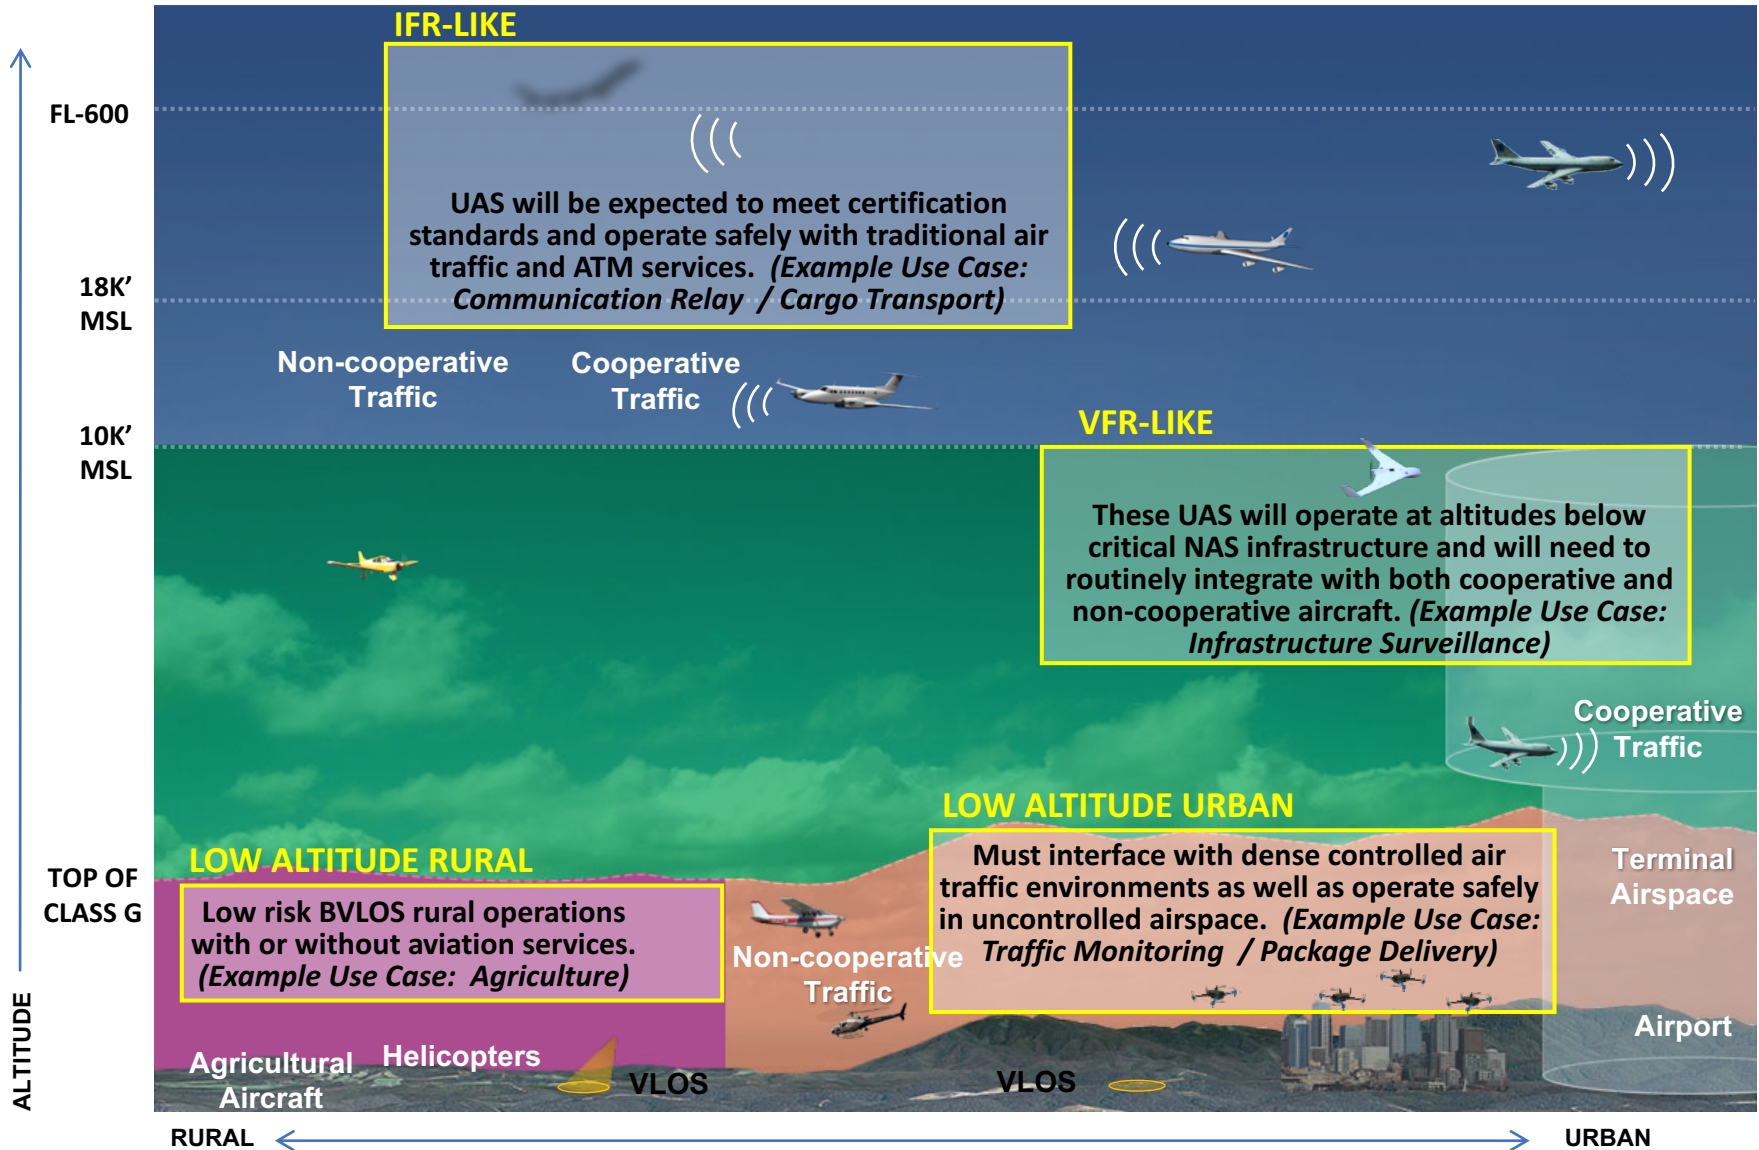 IFR-LIKE
FL-600
UAS will be expected to meet certification
standards and operate safely with traditional air
traffic and ATM services. (Example Use Case:
Communication Relay / Cargo Transport)
18K'
MSL
Non-cooperative
Traffic
Cooperative
Traffic
10K'
MSL
VFR-LIKE
These UAS will operate at altitudes below
critical NAS infrastructure and will need to
routinely integrate with both cooperative and
non-cooperative aircraft. (Example Use Case:
Infrastructure Surveillance)
Cooperative
Traffic
LOW ALTITUDE URBAN
Must interface with dense controlled air
traffic environments as well as operate safely
in uncontrolled airspace. (Example Use Case:
Traffic Monitoring / Package Delivery)
LOW ALTITUDE RURAL
TOP OF
CLASS G
Low risk BVLOS rural operations
with or without aviation services.
(Example Use Case: Agriculture)
Terminal
Airspace
Non-cooperative
Traffic
Airport
Agricultural
Aircraft
Helicopters
VLOS
VLOS
ALTITUDE
RURAL
URBAN